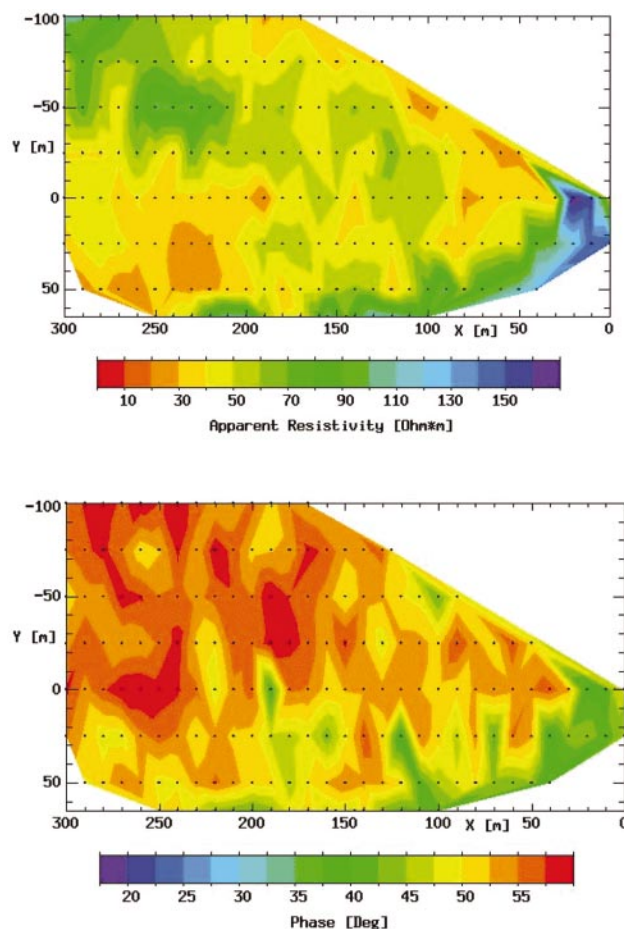 -100
-50
Y [m]
0
50
300 250 200 150 100 X [m] 50 0
10 30 50 70 90 110 130 150
Apparent Resistivity [Ohm*m]
-100
-50
Y [m]
0
50
300 250 200 150 100 X [m] 50 0
20 25 30 35 40 45 50 55
Phase [Deg]